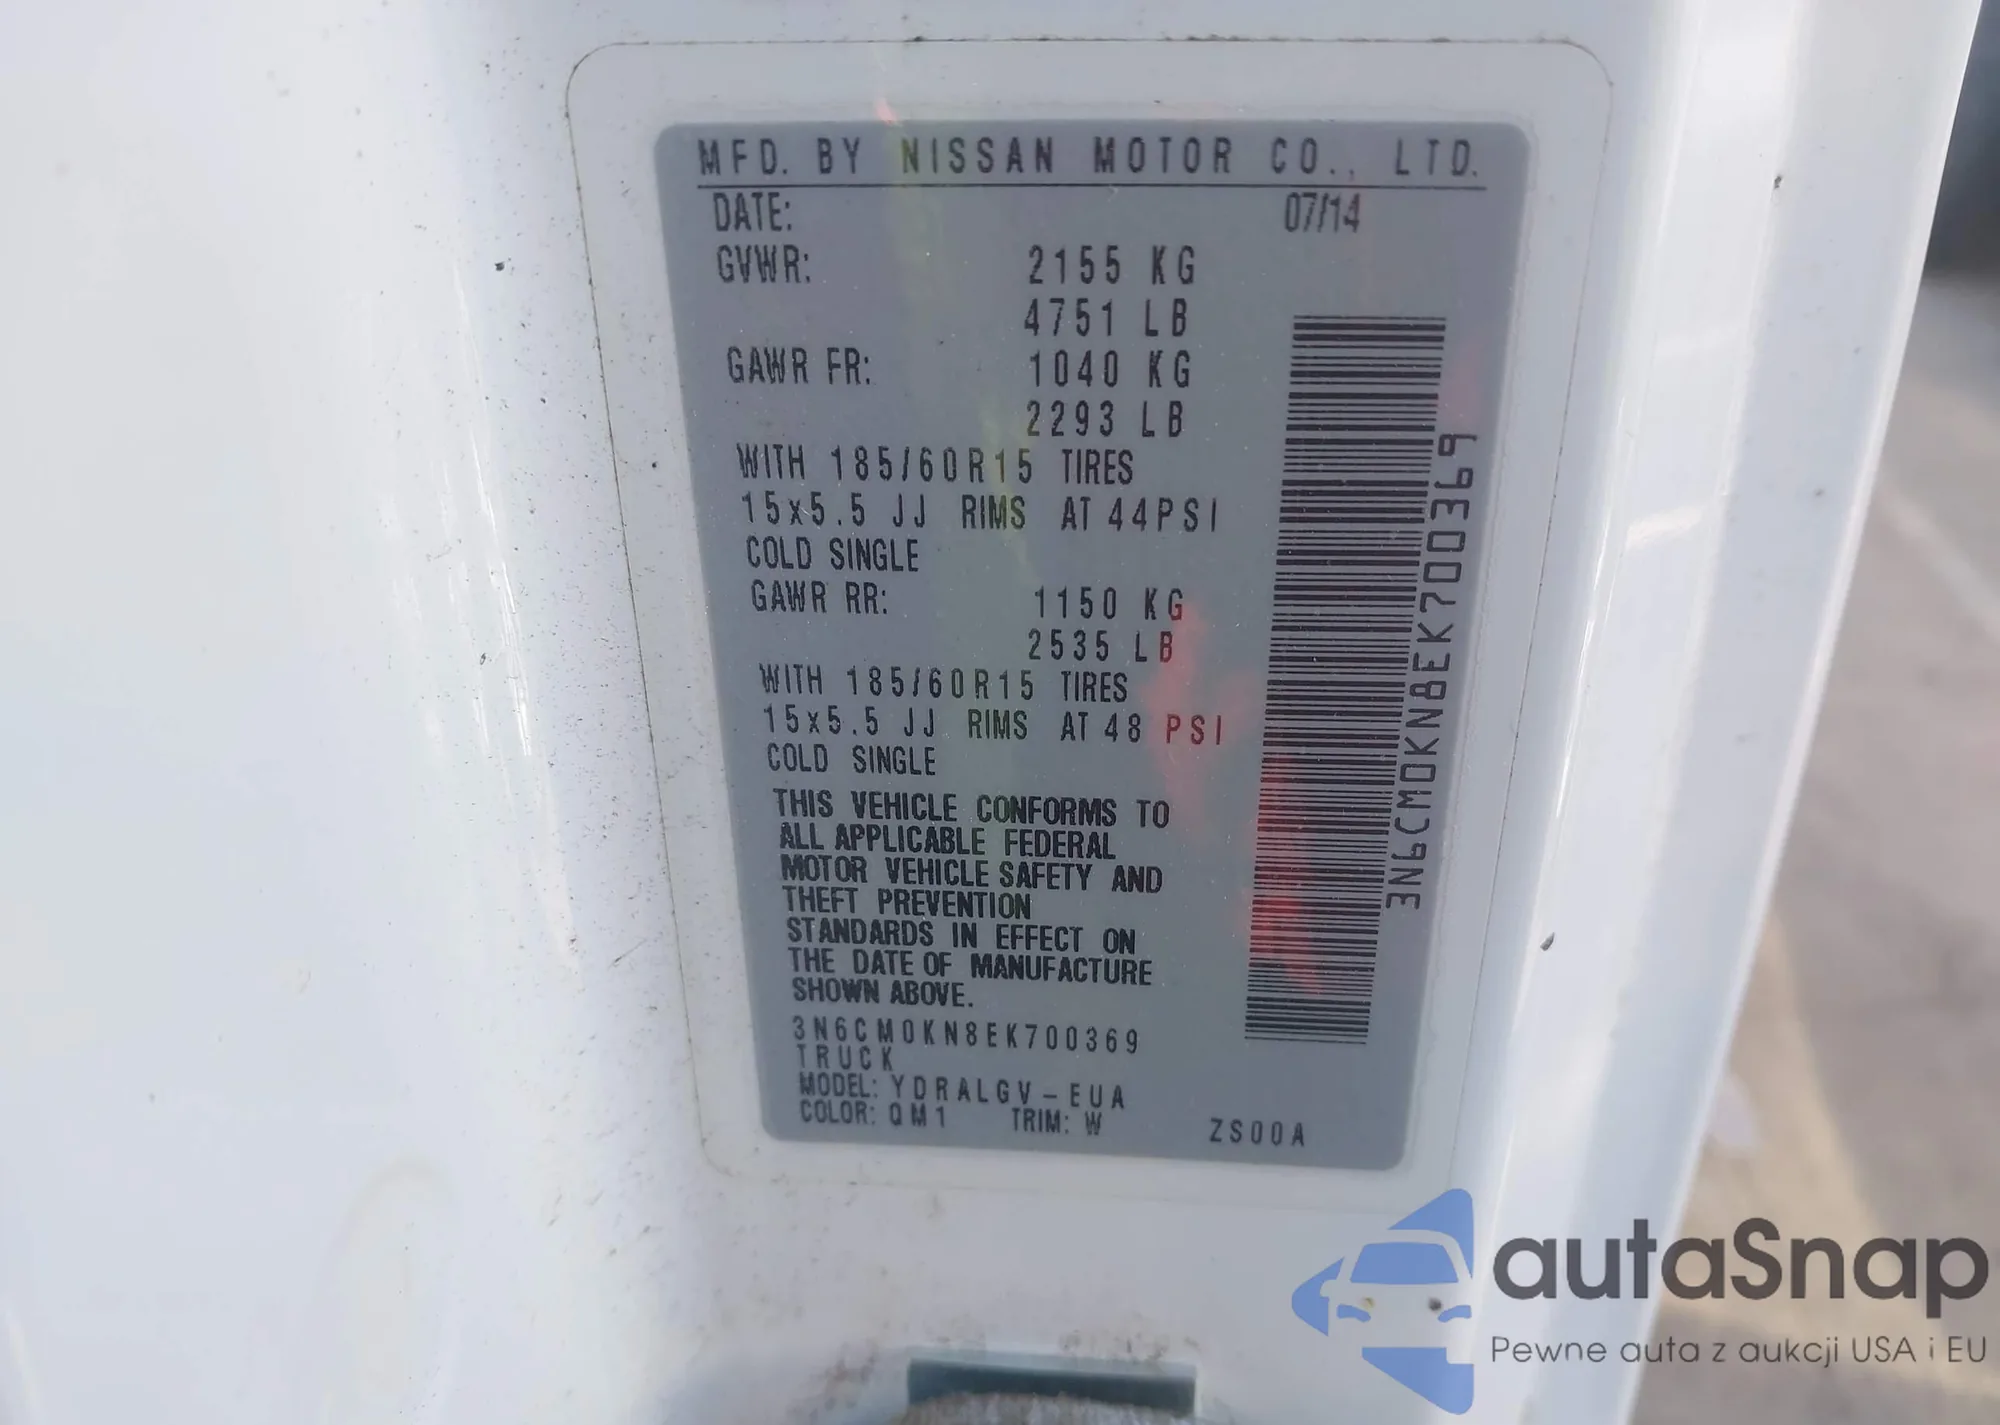 MFD. BY NISSAN MOTOR CO., LTD.
DATE: 07/14
GVWR: 2155 KG
4751 LB
GAWR FR: 1040 KG
2293 LB
WITH 185/60R15 TIRES
15x5.5 JJ RIMS AT 44PSI
COLD SINGLE
GAWR RR: 1150 KG
2535 LB
WITH 185/60R15 TIRES
15x5.5 JJ RIMS AT 48 PSI
COLD SINGLE
THIS VEHICLE CONFORMS TO
ALL APPLICABLE FEDERAL
MOTOR VEHICLE SAFETY AND
THEFT PREVENTION
STANDARDS IN EFFECT ON
THE DATE OF MANUFACTURE
SHOWN ABOVE.
3N6CM0KN8EK700369
TRUCK
MODEL: YDRALGV-EUA
COLOR: QM1 TRIM: W ZS00A
3N6CM0KN8EK700369
autaSnap
Pewne auta z aukcji USA i EU